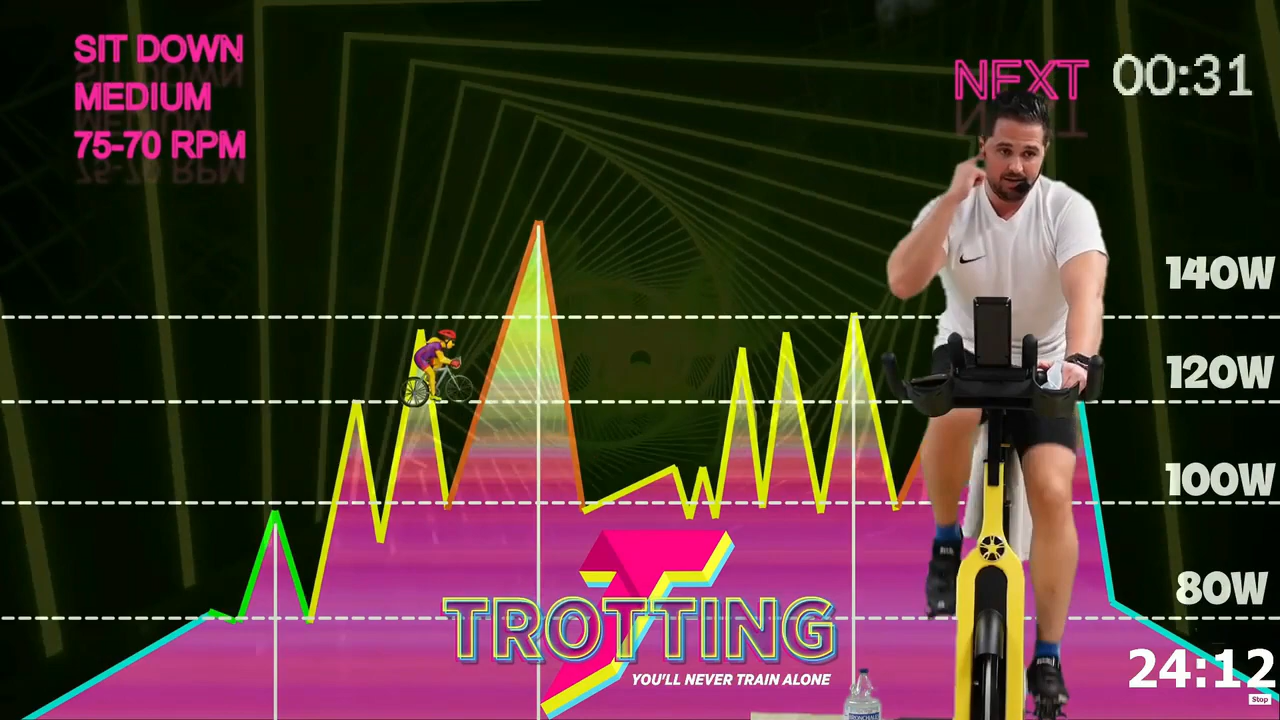 SIT DOWN
MEDIUM
75-70 RPM
NEXT
00:31
140W
120W
100W
80W
TROTTING
YOU'LL NEVER TRAIN ALONE
24:12
Stop